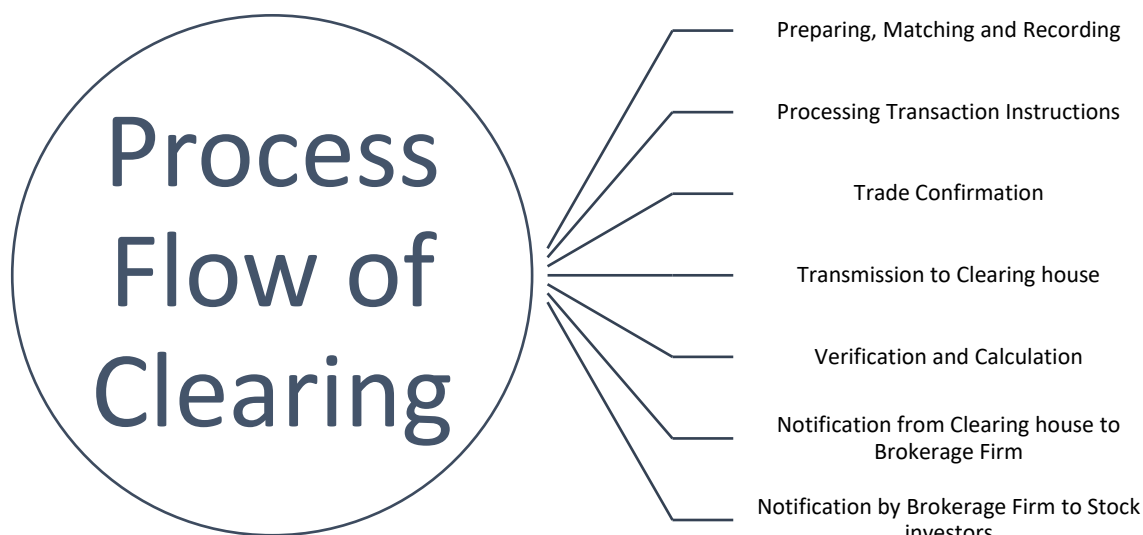 Process
Flow of
Clearing
Preparing, Matching and Recording
Processing Transaction Instructions
Trade Confirmation
Transmission to Clearing house
Verification and Calculation
Notification from Clearing house to
Brokerage Firm
Notification by Brokerage Firm to Stock
investors